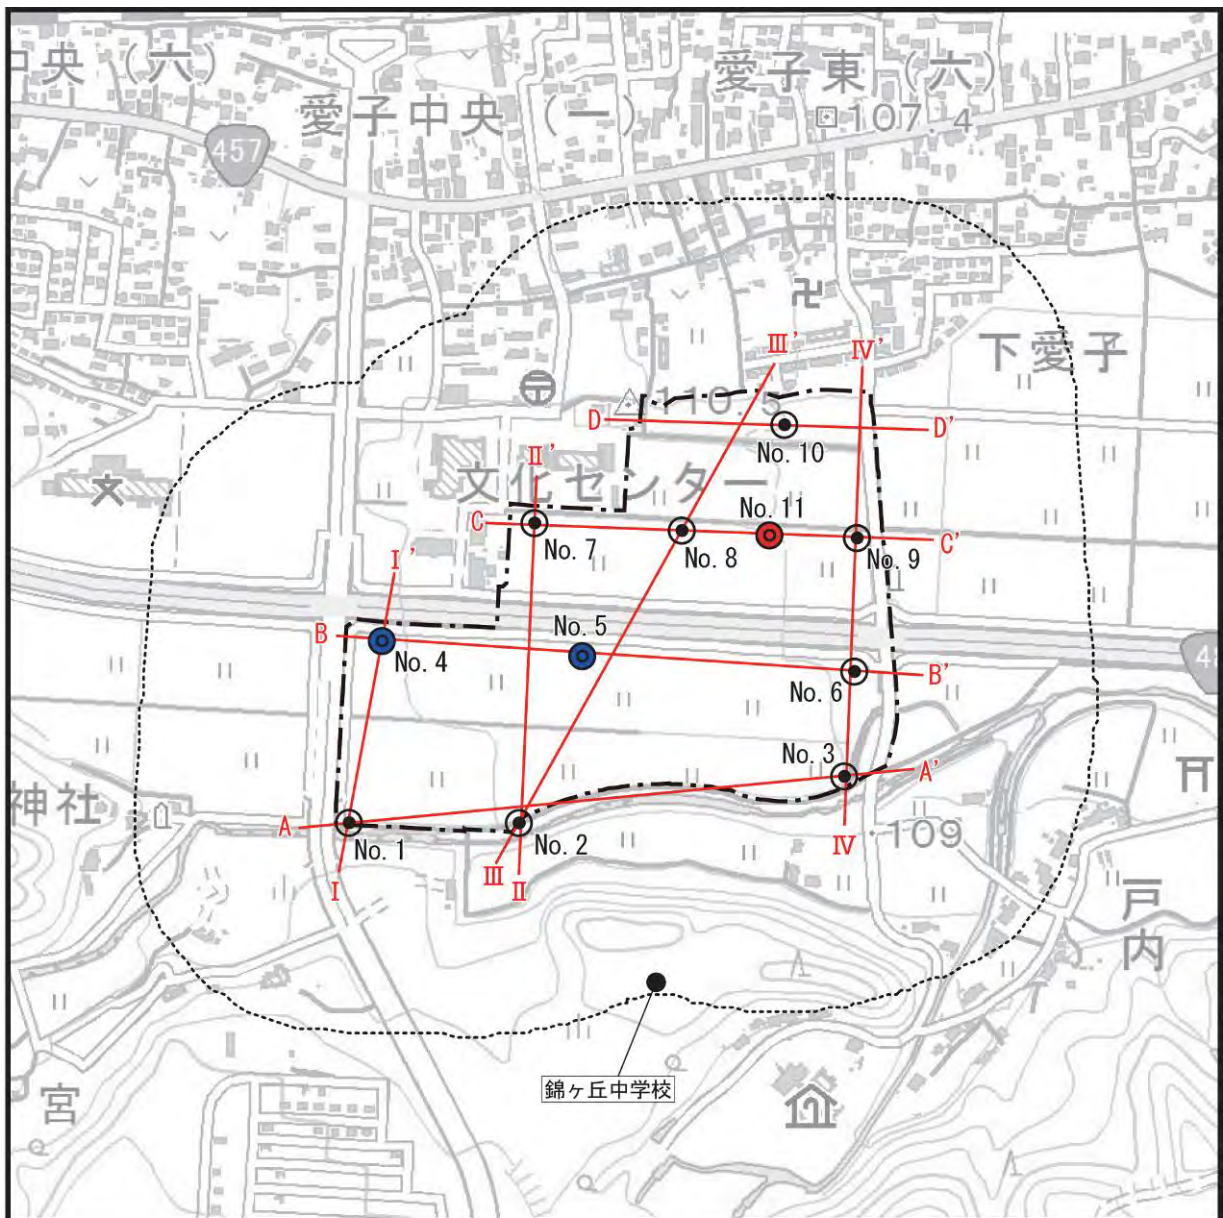 中央（六）
愛子東（六）
愛子中央（一）
107.4
457
卍
Ⅲ'
Ⅳ'
下愛子
110.5
D
D'
No. 10
Ⅱ'
文化センター
No. 11
C
C'
No. 7
No. 8
No. 9
Ⅰ'
B
No. 5
No. 4
B'
No. 6
No. 3
A'
神社
A
No. 1
No. 2
Ⅳ
109
Ⅲ
Ⅱ
Ⅰ
戸内
錦ヶ丘中学校
宮